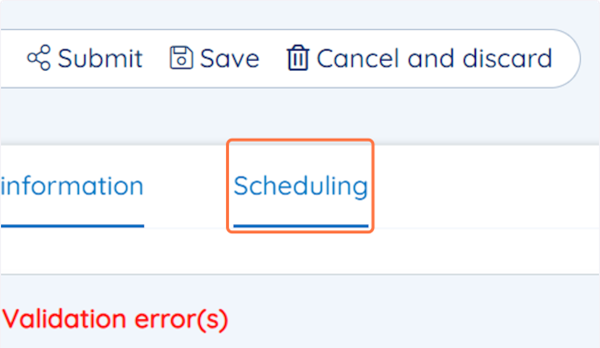 Submit Save Cancel and discard
information Scheduling
Validation error(s)